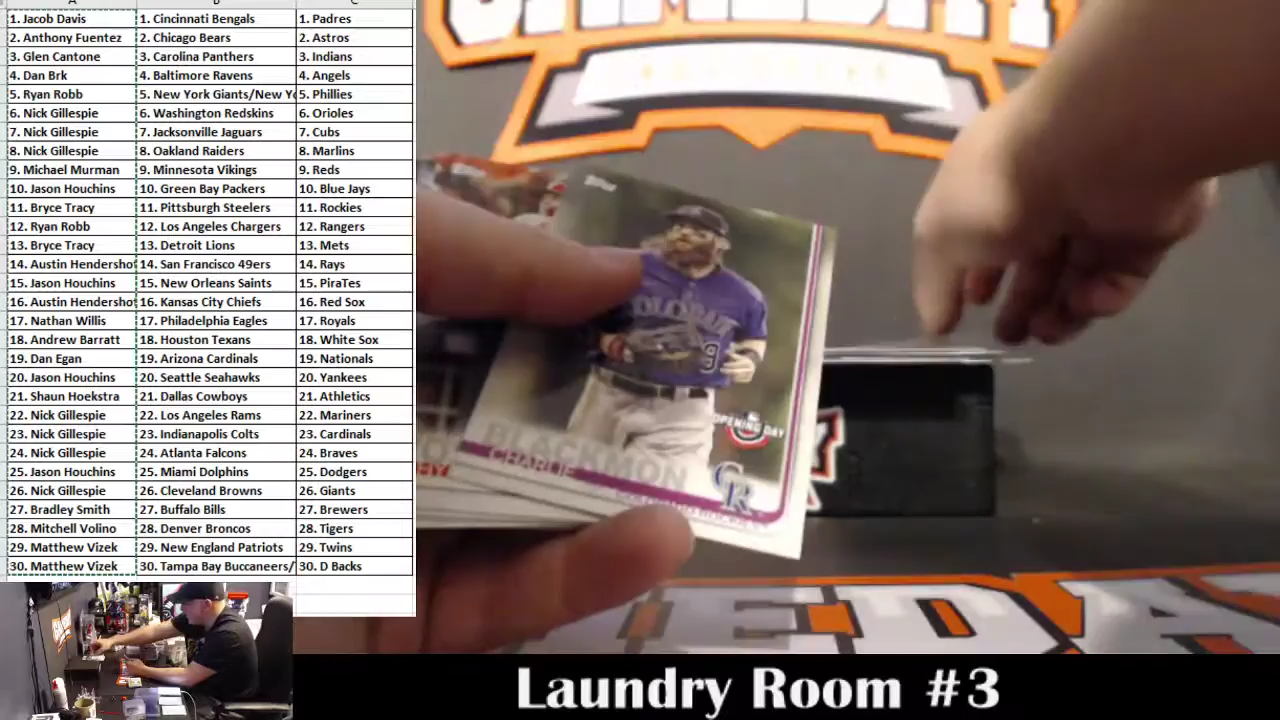 1. Jacob Davis 1. Cincinnati Bengals 1. Padres
2. Anthony Fuentez 2. Chicago Bears 2. Astros
3. Glen Cantone 3. Carolina Panthers 3. Indians
4. Dan Brk 4. Baltimore Ravens 4. Angels
5. Ryan Robb 5. New York Giants/New Yo 5. Phillies
6. Nick Gillespie 6. Washington Redskins 6. Orioles
7. Nick Gillespie 7. Jacksonville Jaguars 7. Cubs
8. Nick Gillespie 8. Oakland Raiders 8. Marlins
9. Michael Murman 9. Minnesota Vikings 9. Reds
10. Jason Houchins 10. Green Bay Packers 10. Blue Jays
11. Bryce Tracy 11. Pittsburgh Steelers 11. Rockies
12. Ryan Robb 12. Los Angeles Chargers 12. Rangers
13. Bryce Tracy 13. Detroit Lions 13. Mets
14. Austin Hendersho 14. San Francisco 49ers 14. Rays
15. Jason Houchins 15. New Orleans Saints 15. PiraTes
16. Austin Hendersho 16. Kansas City Chiefs 16. Red Sox
17. Nathan Willis 17. Philadelphia Eagles 17. Royals
18. Andrew Barratt 18. Houston Texans 18. White Sox
19. Dan Egan 19. Arizona Cardinals 19. Nationals
20. Jason Houchins 20. Seattle Seahawks 20. Yankees
21. Shaun Hoekstra 21. Dallas Cowboys 21. Athletics
22. Nick Gillespie 22. Los Angeles Rams 22. Mariners
23. Nick Gillespie 23. Indianapolis Colts 23. Cardinals
24. Nick Gillespie 24. Atlanta Falcons 24. Braves
25. Jason Houchins 25. Miami Dolphins 25. Dodgers
26. Nick Gillespie 26. Cleveland Browns 26. Giants
27. Bradley Smith 27. Buffalo Bills 27. Brewers
28. Mitchell Volino 28. Denver Broncos 28. Tigers
29. Matthew Vizek 29. New England Patriots 29. Twins
30. Matthew Vizek 30. Tampa Bay Buccaneers/ 30. D Backs
GAMEDAY
topps
COLORADO
9
OPENING DAY
BLACKMON
CHARLIE
CR
EDA
Laundry Room #3